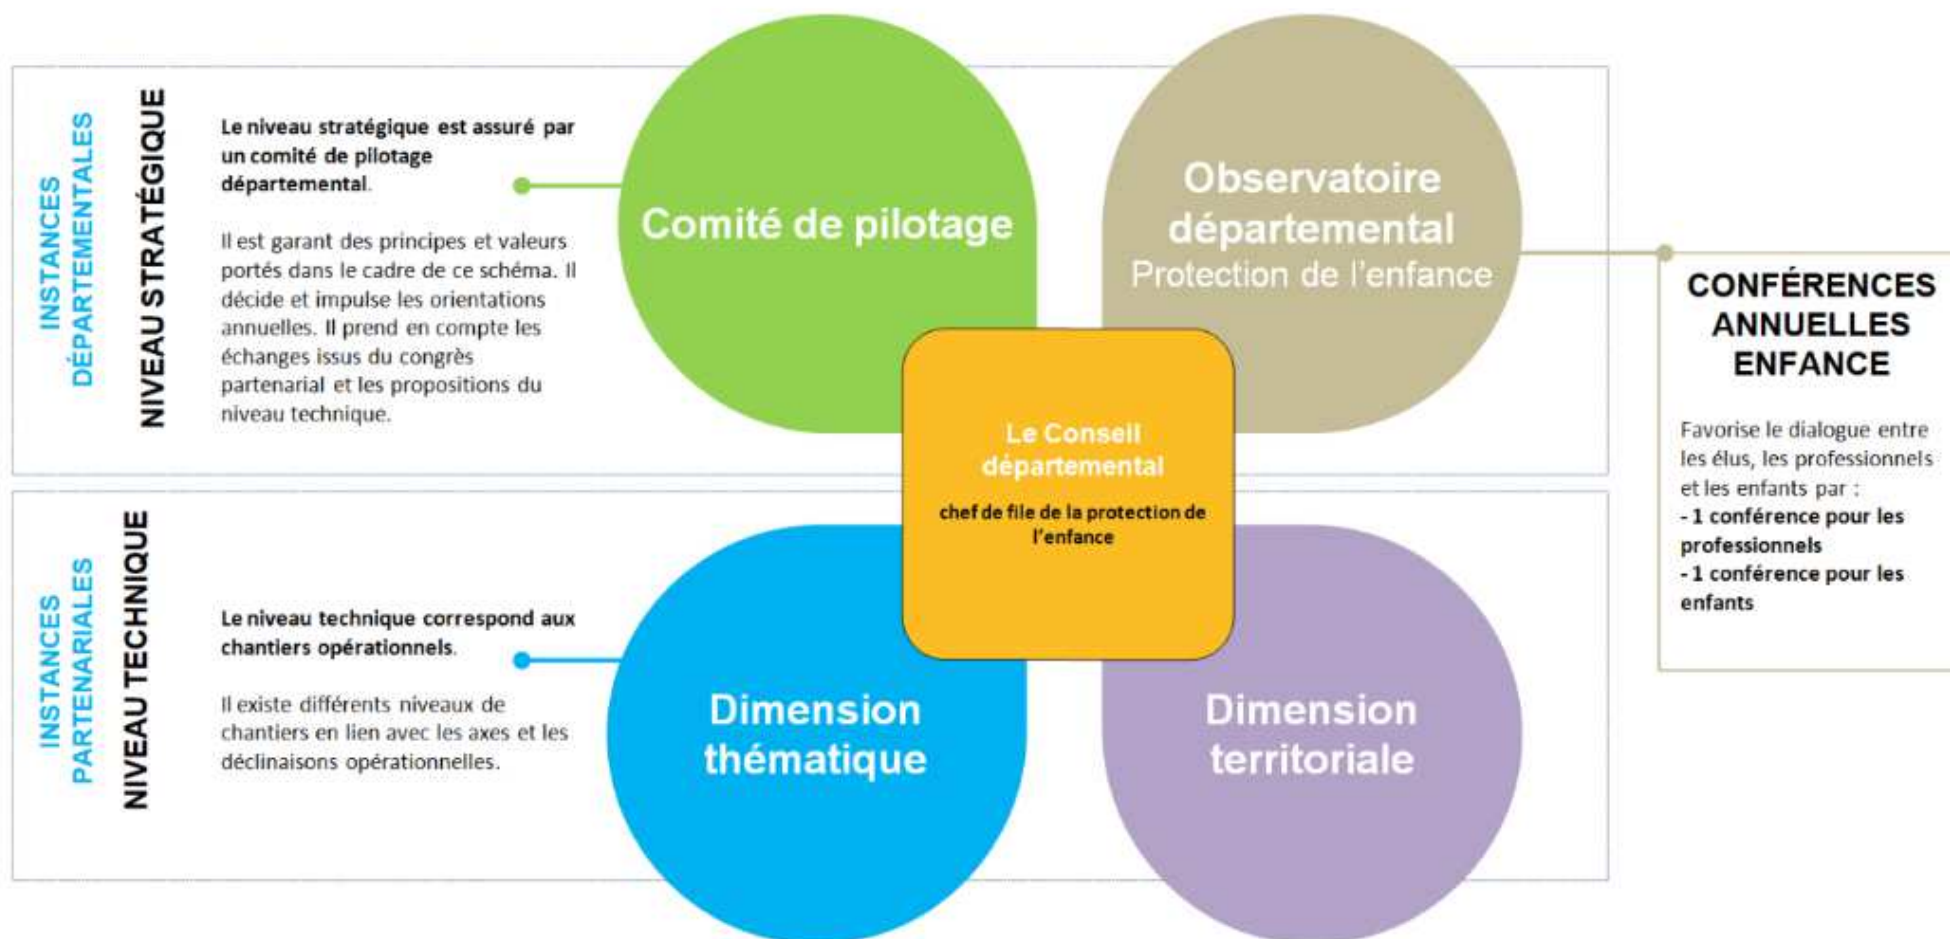 INSTANCES
DÉPARTEMENTALES
NIVEAU STRATÉGIQUE
Le niveau stratégique est assuré par
un comité de pilotage
départemental.
Il est garant des principes et valeurs
portés dans le cadre de ce schéma. Il
décide et impulse les orientations
annuelles. Il prend en compte les
échanges issus du congrès
partenarial et les propositions du
niveau technique.
Comité de pilotage
Observatoire
départemental
Protection de l'enfance
CONFÉRENCES
ANNUELLES
ENFANCE
Favorise le dialogue entre
les élus, les professionnels
et les enfants par :
- 1 conférence pour les
professionnels
- 1 conférence pour les
enfants
Le Conseil
départemental
chef de file de la protection de
l'enfance
INSTANCES
PARTENARIALES
NIVEAU TECHNIQUE
Le niveau technique correspond aux
chantiers opérationnels.
Il existe différents niveaux de
chantiers en lien avec les axes et les
déclinaisons opérationnelles.
Dimension
thématique
Dimension
territoriale